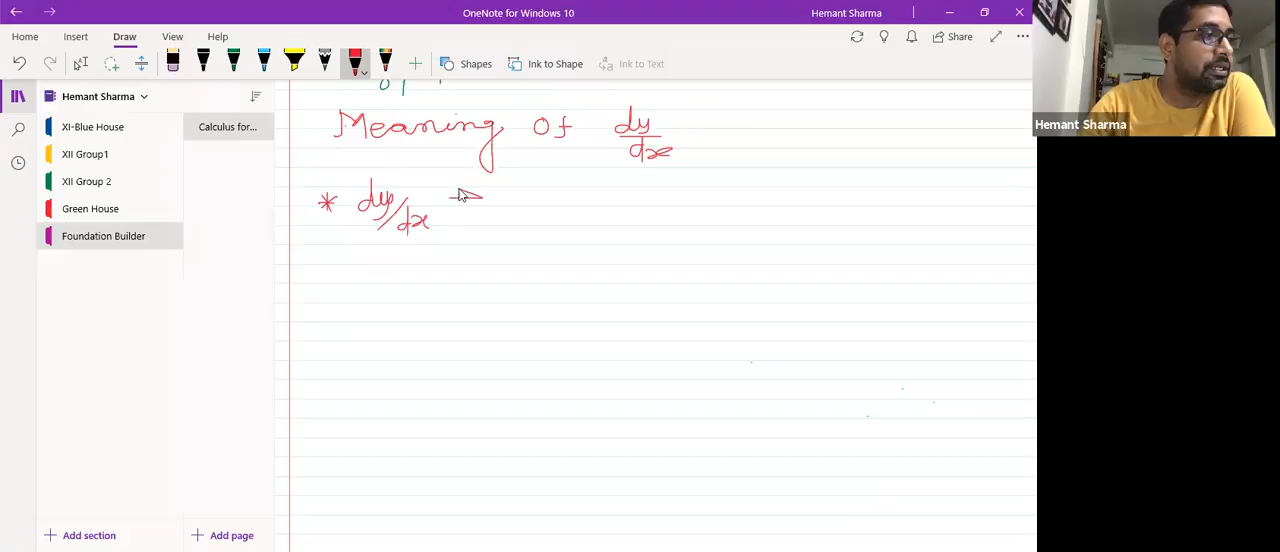 OneNote for Windows 10
Hemant Sharma
Home Insert Draw View Help
Share
Shapes
Ink to Shape
Ink to Text
Hemant Sharma
XI-Blue House
XII Group1
XII Group 2
Green House
Foundation Builder
Calculus for...
Add section
Add page
Meaning Of dy/dx
* dy/dx →
Hemant Sharma